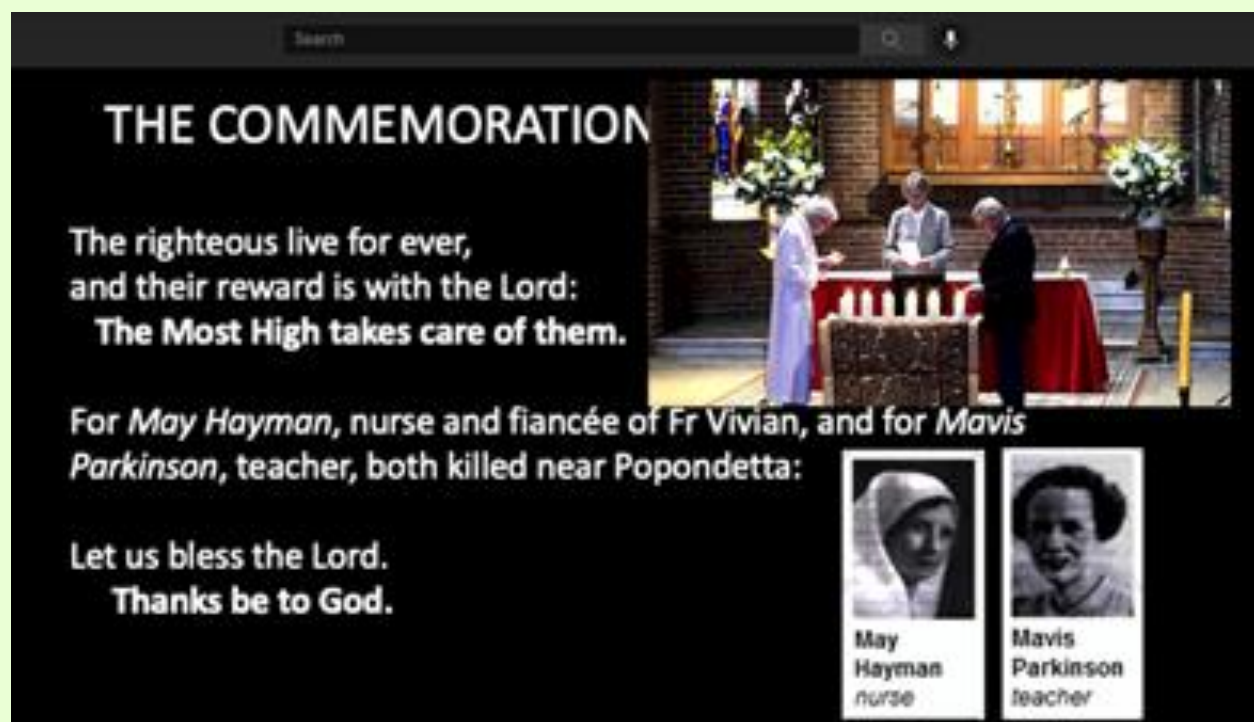 Search
THE COMMEMORATION
The righteous live for ever,
and their reward is with the Lord:
The Most High takes care of them.
For May Hayman, nurse and fiancée of Fr Vivian, and for Mavis
Parkinson, teacher, both killed near Popondetta:
Let us bless the Lord.
Thanks be to God.
May
Hayman
nurse
Mavis
Parkinson
teacher